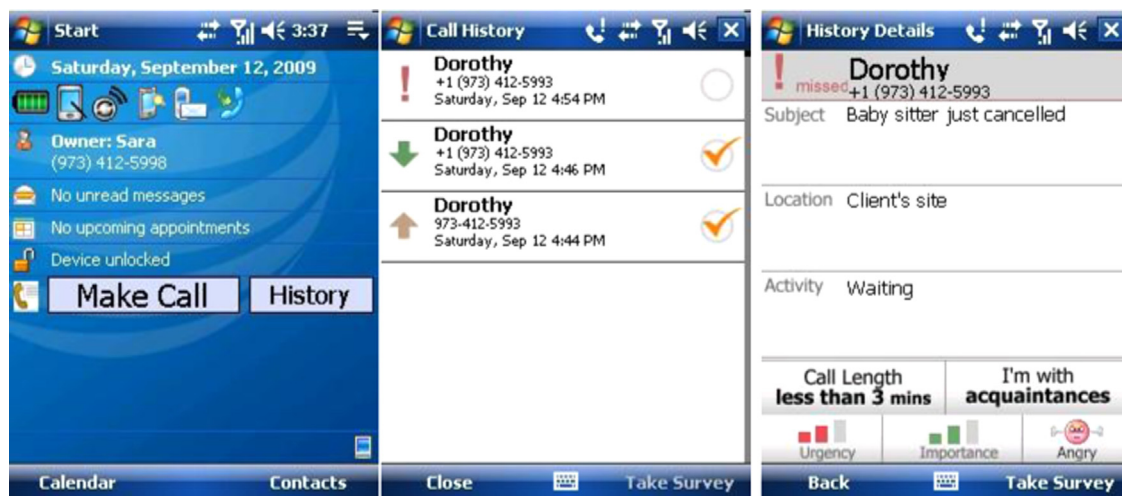 Start
3:37
Saturday, September 12, 2009
Owner: Sara
(973) 412-5998
No unread messages
No upcoming appointments
Device unlocked
Make Call
History
Calendar
Contacts
Call History
Dorothy
+1 (973) 412-5993
Saturday, Sep 12 4:54 PM
Dorothy
+1 (973) 412-5993
Saturday, Sep 12 4:46 PM
Dorothy
973-412-5993
Saturday, Sep 12 4:44 PM
Close
Take Survey
History Details
Dorothy
missed +1 (973) 412-5993
Subject Baby sitter just cancelled
Location Client's site
Activity Waiting
Call Length
less than 3 mins
I'm with
acquaintances
Urgency
Importance
Angry
Back
Take Survey